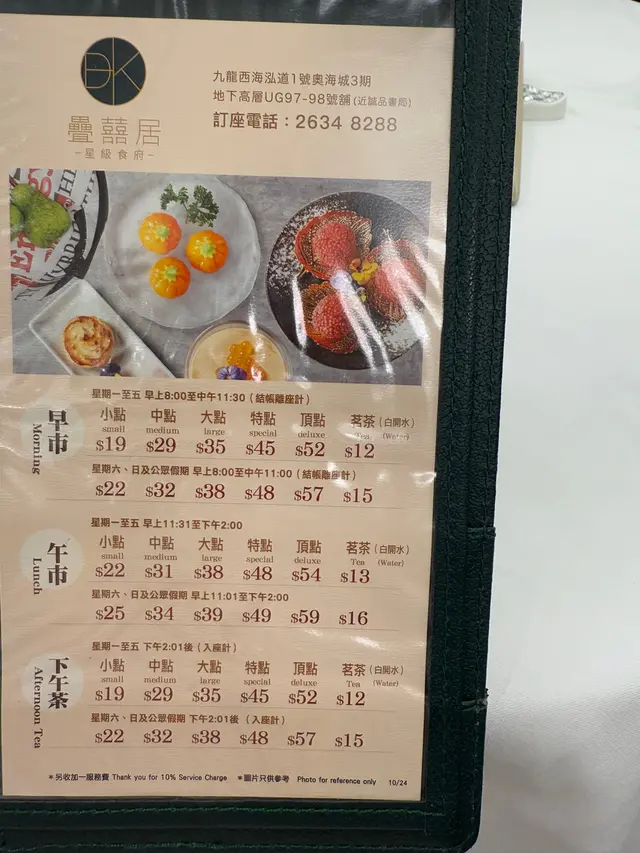 DK
疊囍居
-星級食府-
九龍西海泓道1號奧海城3期
地下高層UG97-98號舖(近誠品書局)
訂座電話：2634 8288
早市
Morning
星期一至五 早上8:00至中午11:30 (結帳離座計)
小點 中點 大點 特點 頂點 茗茶(白開水)
small medium large special deluxe Tea (Water)
$19 $29 $35 $45 $52 $12
星期六、日及公眾假期 早上8:00至中午11:00 (結帳離座計)
$22 $32 $38 $48 $57 $15
午市
Lunch
星期一至五 早上11:31至下午2:00
小點 中點 大點 特點 頂點 茗茶(白開水)
small medium large special deluxe Tea (Water)
$22 $31 $38 $48 $54 $13
星期六、日及公眾假期 早上11:01至下午2:00
$25 $34 $39 $49 $59 $16
下午茶
Afternoon Tea
星期一至五 下午2:01後 (入座計)
小點 中點 大點 特點 頂點 茗茶(白開水)
small medium large special deluxe Tea (Water)
$19 $29 $35 $45 $52 $12
星期六、日及公眾假期 下午2:01後 (入座計)
$22 $32 $38 $48 $57 $15
*另收加一服務費 Thank you for 10% Service Charge *圖片只供參考 Photo for reference only 10/24